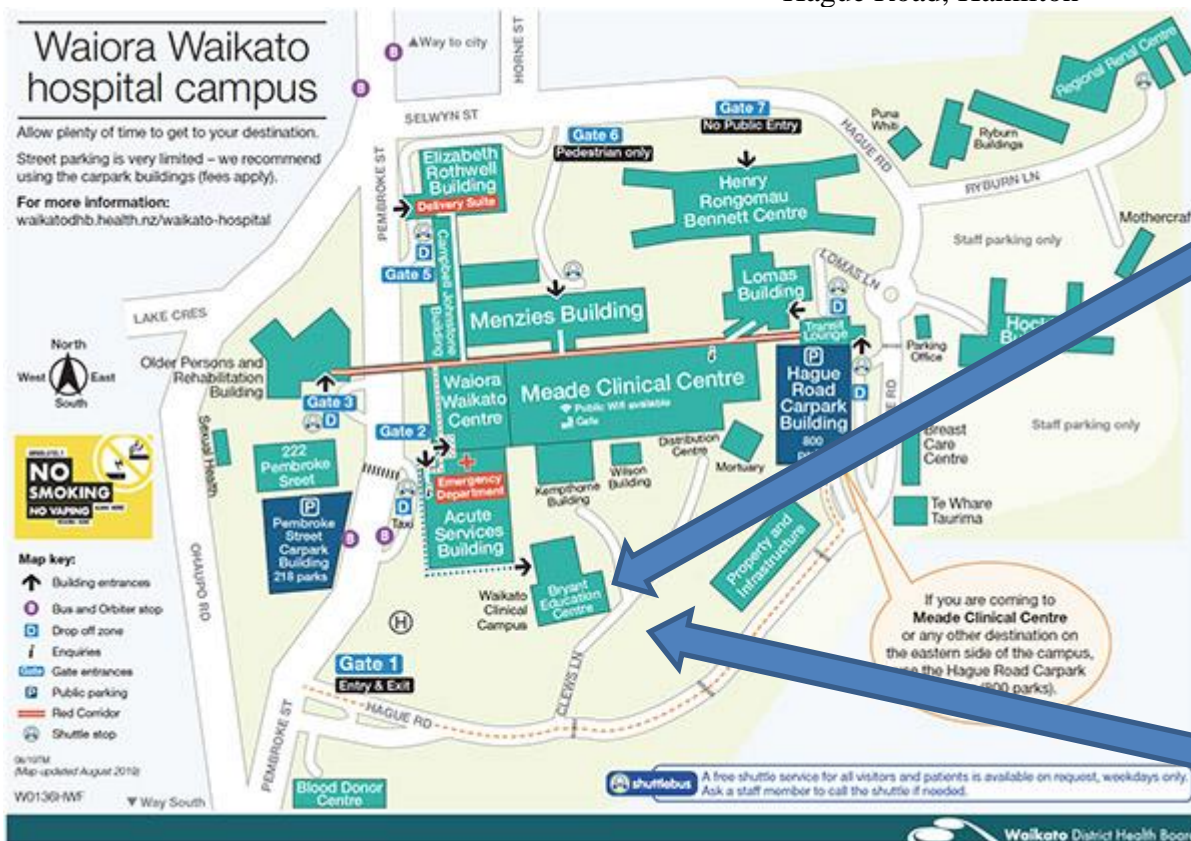 Hague Road, Hamilton
Waiora Waikato
hospital campus
Allow plenty of time to get to your destination.
Street parking is very limited – we recommend
using the carpark buildings (fees apply).
For more information:
waikatodhb.health.nz/waikato-hospital
B
B
▲Way to city
HORNE ST
SELWYN ST
PEMBROKE ST
Gate 7
No Public Entry
Gate 6
Pedestrian only
HAGUE RD
Puna
Whiti
Ryburn
Buildings
Regional Renal Centre
RYBURN LN
Mothercraft
Staff parking only
Elizabeth
Rothwell
Building
Delivery Suite
D
Gate 5
Campbell Johnstone
Building
Henry
Rongomau
Bennett Centre
Lomas
Building
LOMAS LN
D
Menzies Building
Transit
Lounge
Parking
Office
LAKE CRES
North
West
East
South
Older Persons and
Rehabilitation
Building
Gate 3
D
Waiora
Waikato
Centre
Meade Clinical Centre
Public Wifi available
Cafe
i
P
Hague
Road
Carpark
Building
800
D
Staff parking only
Breast
Care
Centre
Te Whare
Taurima
Sexual Health
222
Pembroke
Street
Gate 2
Emergency
Department
Acute
Services
Building
D
Taxi
i
Kempthorne
Building
Wilson
Building
Distribution
Centre
Mortuary
Property and
Infrastructure
P
Pembroke
Street
Carpark
Building
218 parks
B
B
OHAUPO RD
NO
SMOKING
NO VAPING
Waikato
Clinical
Campus
Bryant
Education
Centre
H
Gate 1
Entry & Exit
HAGUE RD
CLEWS LN
PEMBROKE ST
Blood Donor
Centre
If you are coming to
Meade Clinical Centre
or any other destination on
the eastern side of the campus,
the Hague Road Carpark
parks).
Map key:
Building entrances
B Bus and Orbiter stop
D Drop off zone
i Enquiries
Gate Gate entrances
P Public parking
Red Corridor
Shuttle stop
(Map updated August 2019)
W0136HWF
▼ Way South
shuttlebus
A free shuttle service for all visitors and patients is available on request, weekdays only.
Ask a staff member to call the shuttle if needed.
Waikato District Health Board